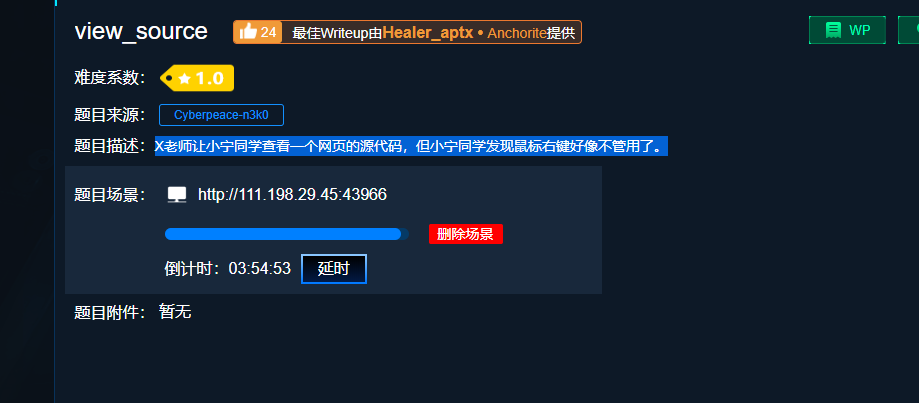 view_source 24 最佳Writeup由Healer_aptx • Anchorite提供 WP
难度系数： 1.0
题目来源： Cyberpeace-n3k0
题目描述：X老师让小宁同学查看一个网页的源代码，但小宁同学发现鼠标右键好像不管用了。
题目场景： http://111.198.29.45:43966
删除场景
倒计时：03:54:53 延时
题目附件： 暂无